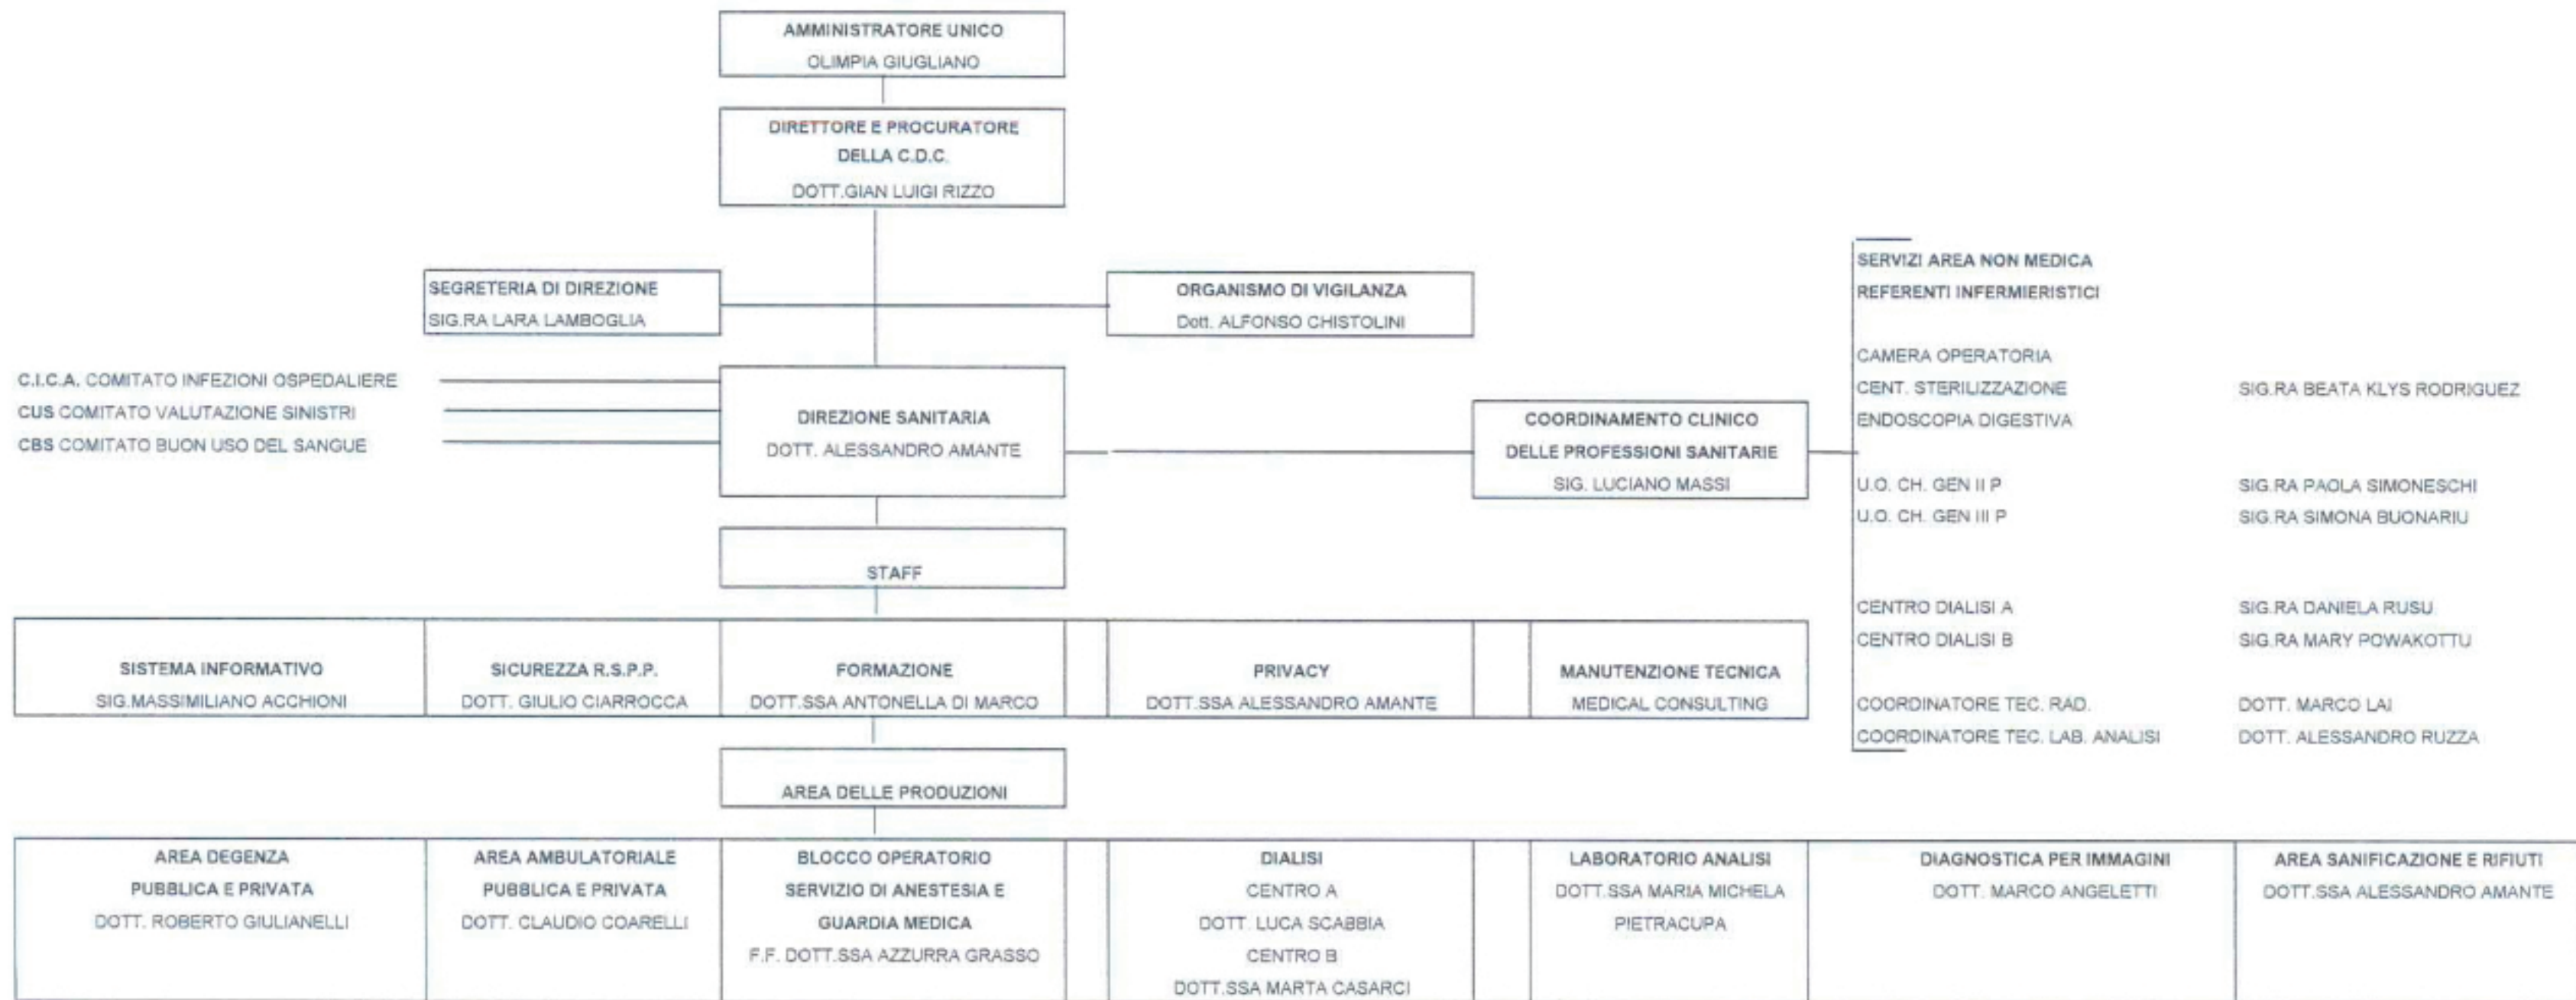 AMMINISTRATORE UNICO
OLIMPIA GIUGLIANO
DIRETTORE E PROCURATORE
DELLA C.D.C.
DOTT.GIAN LUIGI RIZZO
SEGRETERIA DI DIREZIONE
SIG.RA LARA LAMBOGLIA
ORGANISMO DI VIGILANZA
Dott. ALFONSO CHISTOLINI
C.I.C.A. COMITATO INFEZIONI OSPEDALIERE
CUS COMITATO VALUTAZIONE SINISTRI
CBS COMITATO BUON USO DEL SANGUE
DIREZIONE SANITARIA
DOTT. ALESSANDRO AMANTE
COORDINAMENTO CLINICO
DELLE PROFESSIONI SANITARIE
SIG. LUCIANO MASSI
SERVIZI AREA NON MEDICA
REFERENTI INFERMIERISTICI
CAMERA OPERATORIA
CENT. STERILIZZAZIONE SIG.RA BEATA KLYS RODRIGUEZ
ENDOSCOPIA DIGESTIVA
U.O. CH. GEN II P SIG.RA PAOLA SIMONESCHI
U.O. CH. GEN III P SIG.RA SIMONA BUONARIU
CENTRO DIALISI A SIG.RA DANIELA RUSU
CENTRO DIALISI B SIG.RA MARY POWAKOTTU
COORDINATORE TEC. RAD. DOTT. MARCO LAI
COORDINATORE TEC. LAB. ANALISI DOTT. ALESSANDRO RUZZA
STAFF
SISTEMA INFORMATIVO
SIG.MASSIMILIANO ACCHIONI
SICUREZZA R.S.P.P.
DOTT. GIULIO CIARROCCA
FORMAZIONE
DOTT.SSA ANTONELLA DI MARCO
PRIVACY
DOTT.SSA ALESSANDRO AMANTE
MANUTENZIONE TECNICA
MEDICAL CONSULTING
AREA DELLE PRODUZIONI
AREA DEGENZA
PUBBLICA E PRIVATA
DOTT. ROBERTO GIULIANELLI
AREA AMBULATORIALE
PUBBLICA E PRIVATA
DOTT. CLAUDIO COARELLI
BLOCCO OPERATORIO
SERVIZIO DI ANESTESIA E
GUARDIA MEDICA
F.F. DOTT.SSA AZZURRA GRASSO
DIALISI
CENTRO A
DOTT. LUCA SCABBIA
CENTRO B
DOTT.SSA MARTA CASARCI
LABORATORIO ANALISI
DOTT.SSA MARIA MICHELA
PIETRACUPA
DIAGNOSTICA PER IMMAGINI
DOTT. MARCO ANGELETTI
AREA SANIFICAZIONE E RIFIUTI
DOTT.SSA ALESSANDRO AMANTE